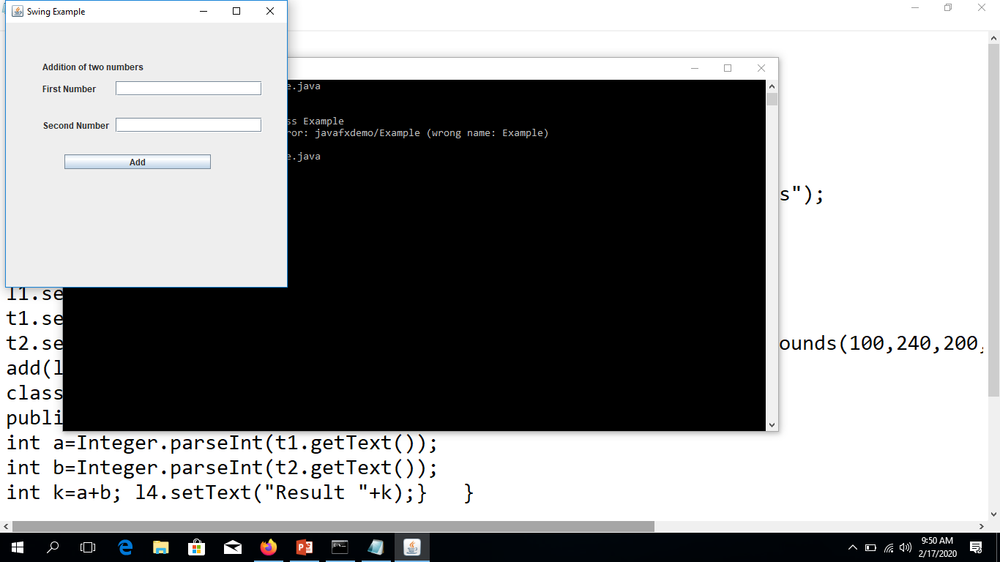 Swing Example
Addition of two numbers
First Number
Second Number
Add
e.java
ss Example
ror: javafxdemo/Example (wrong name: Example)
e.java
s");
l1.se
t1.se
t2.se ounds(100,240,200,
add(l
class
publi
int a=Integer.parseInt(t1.getText());
int b=Integer.parseInt(t2.getText());
int k=a+b; l4.setText("Result "+k);} }
9:50 AM
2/17/2020